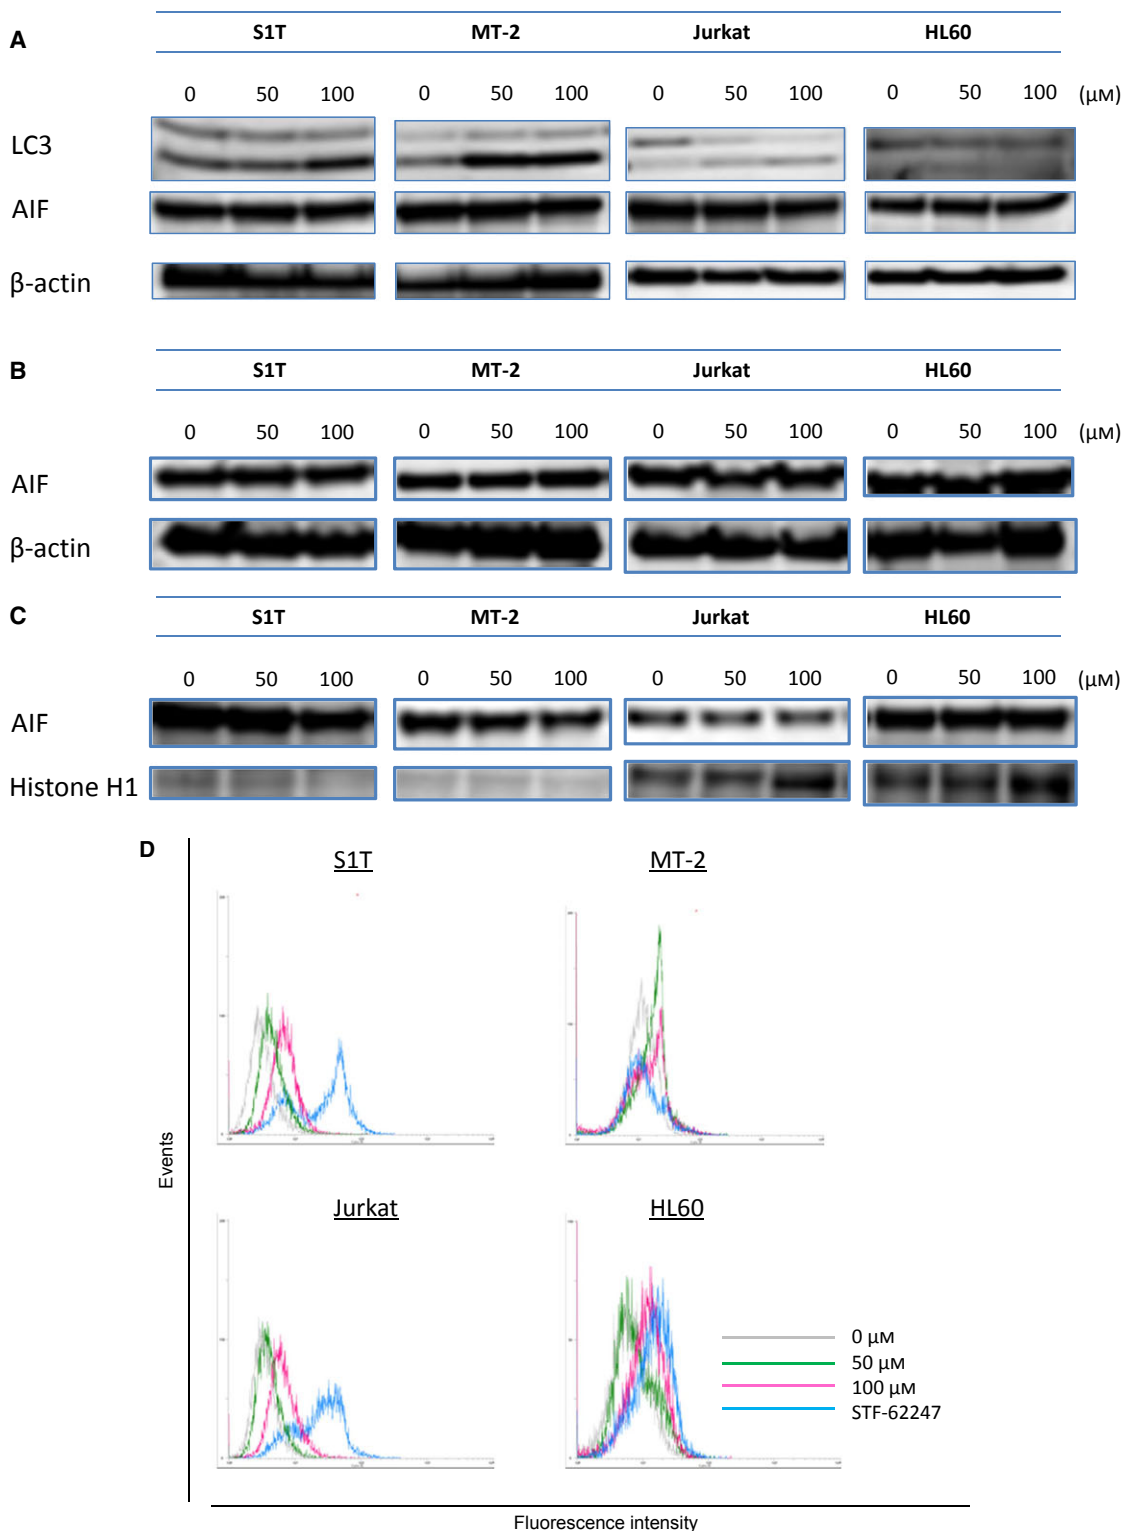 A
S1T MT-2 Jurkat HL60
0 50 100 0 50 100 0 50 100 0 50 100 (μM)
LC3
AIF
β-actin
B
S1T MT-2 Jurkat HL60
0 50 100 0 50 100 0 50 100 0 50 100 (μM)
AIF
β-actin
C
S1T MT-2 Jurkat HL60
0 50 100 0 50 100 0 50 100 0 50 100 (μM)
AIF
Histone H1
D
S1T MT-2
Jurkat HL60
Events
0 μM
50 μM
100 μM
STF-62247
Fluorescence intensity